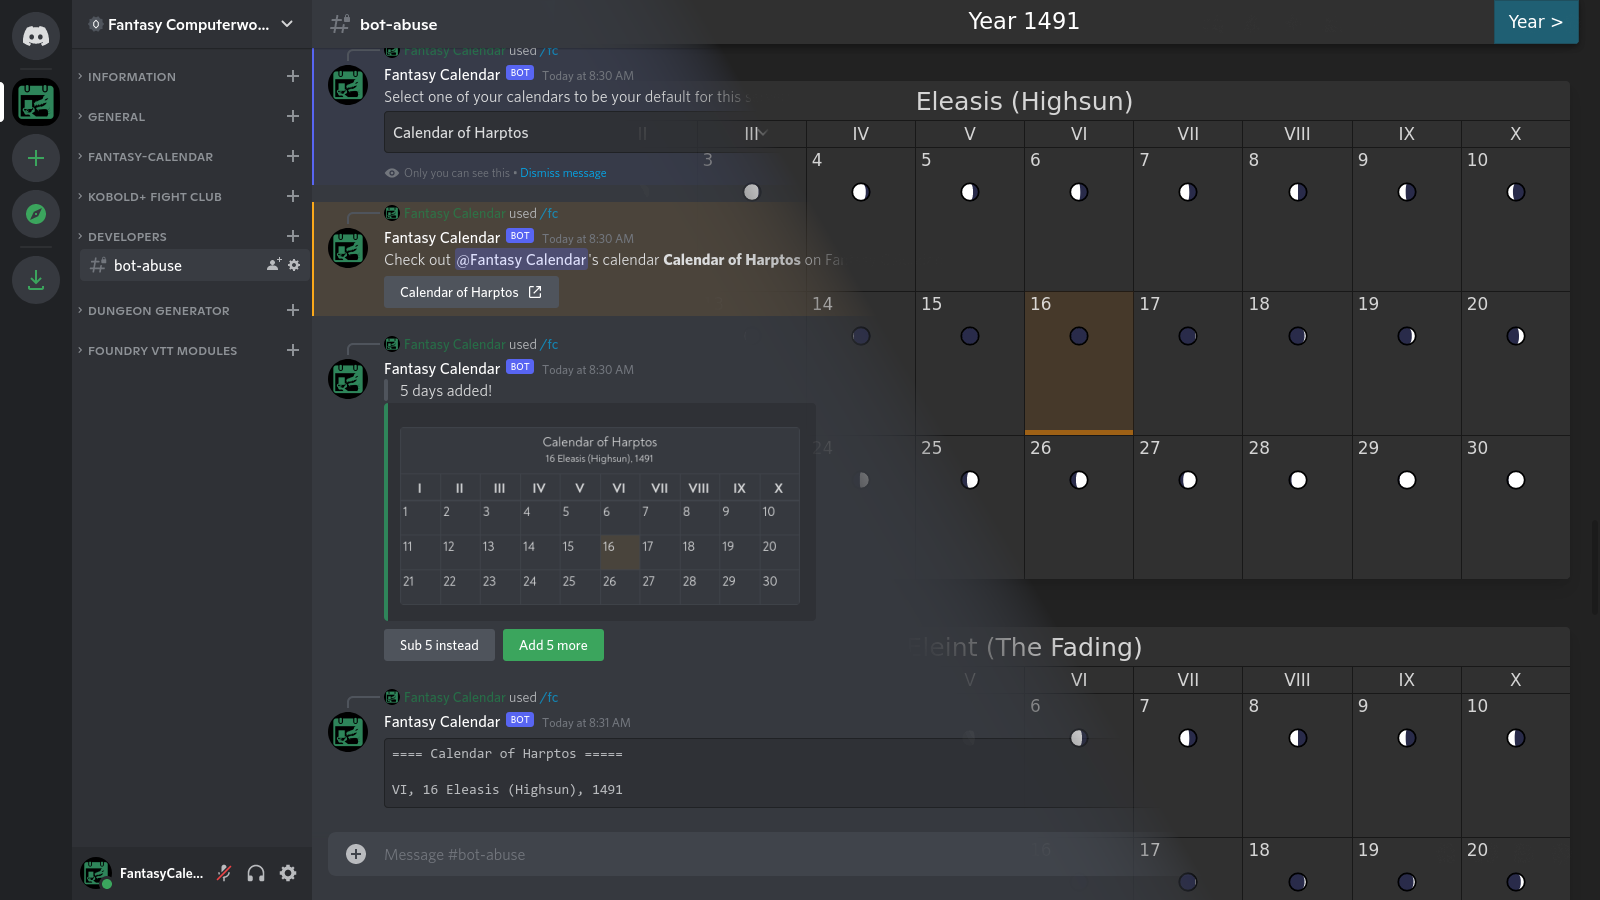 Fantasy Computerwo...
INFORMATION
GENERAL
FANTASY-CALENDAR
KOBOLD+ FIGHT CLUB
DEVELOPERS
bot-abuse
DUNGEON GENERATOR
FOUNDRY VTT MODULES
FantasyCale...
bot-abuse
Fantasy Calendar used /fc
Fantasy Calendar BOT Today at 8:30 AM
Select one of your calendars to be your default for this s
Calendar of Harptos
Only you can see this • Dismiss message
Fantasy Calendar used /fc
Fantasy Calendar BOT Today at 8:30 AM
Check out @Fantasy Calendar 's calendar Calendar of Harptos on Fa
Calendar of Harptos
Fantasy Calendar used /fc
Fantasy Calendar BOT Today at 8:30 AM
5 days added!
Calendar of Harptos
16 Eleasis (Highsun), 1491
I II III IV V VI VII VIII IX X
1 2 3 4 5 6 7 8 9 10
11 12 13 14 15 16 17 18 19 20
21 22 23 24 25 26 27 28 29 30
Sub 5 instead Add 5 more
Fantasy Calendar used /fc
Fantasy Calendar BOT Today at 8:31 AM
==== Calendar of Harptos =====
VI, 16 Eleasis (Highsun), 1491
Message #bot-abuse
Year 1491
Year >
Eleasis (Highsun)
II III IV V VI VII VIII IX X
3 4 5 6 7 8 9 10
14 15 16 17 18 19 20
24 25 26 27 28 29 30
Eleint (The Fading)
V VI VII VIII IX X
6 7 8 9 10
16 17 18 19 20